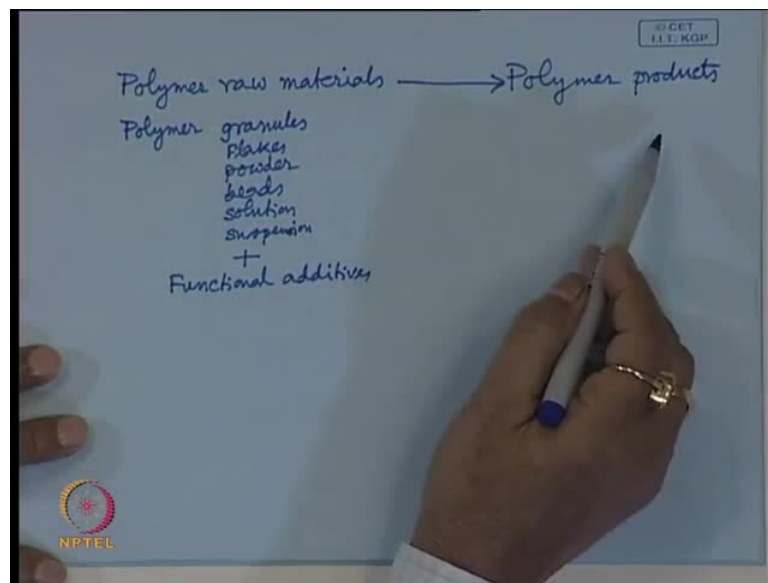 © CET
I.I.T. KGP
Polymer raw materials → Polymer products
Polymer granules
flakes
powder
beads
solution
suspension
+
Functional additives
NPTEL